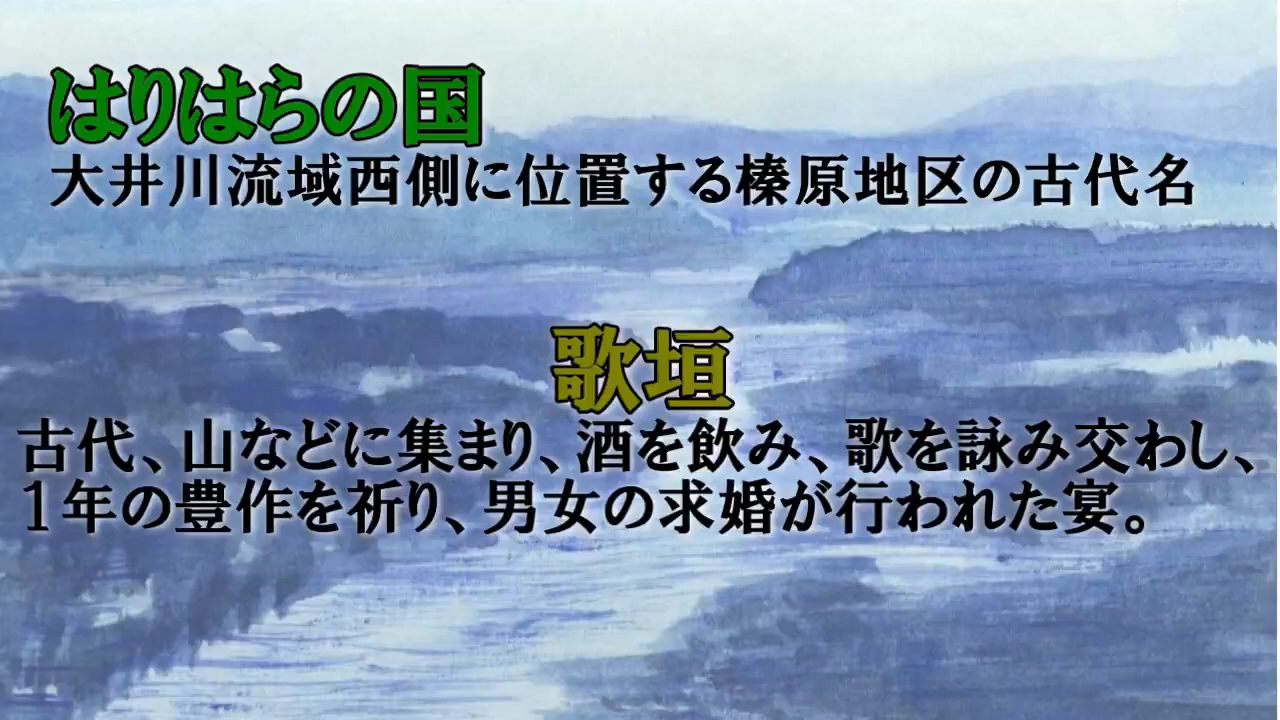 はりはらの国
大井川流域西側に位置する榛原地区の古代名
歌垣
古代、山などに集まり、酒を飲み、歌を詠み交わし、
１年の豊作を祈り、男女の求婚が行われた宴。